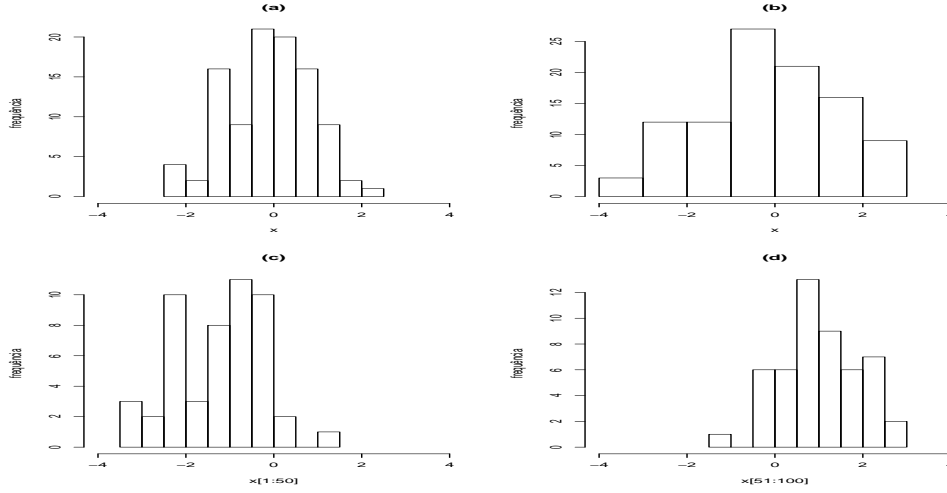 (a)
frequência
0 5 10 15 20
−4 −2 0 2 4
x
(b)
frequência
0 5 10 15 20 25
−4 −2 0 2
x
(c)
frequência
0 2 4 6 8 10
−4 −2 0 2 4
x[1:50]
(d)
frequência
0 2 4 6 8 10 12
−4 −2 0 2
x[51:100]